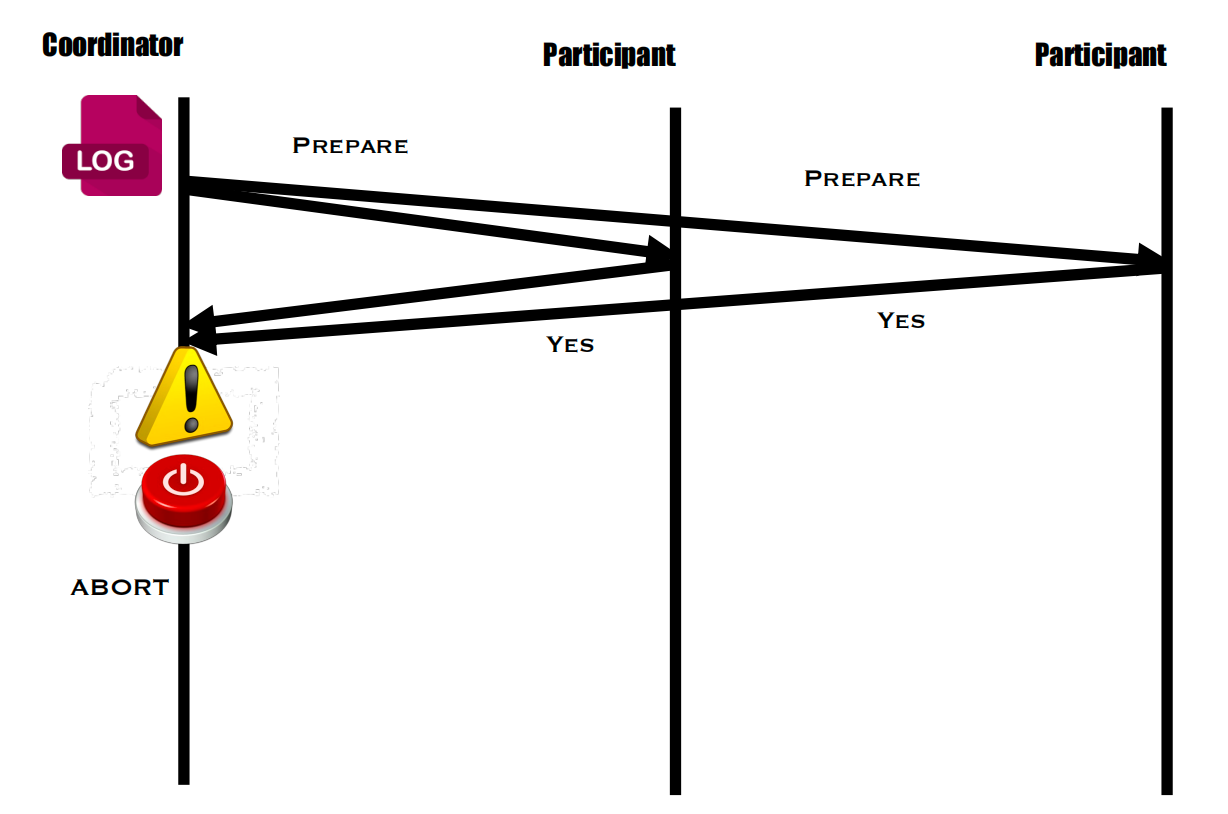 Coordinator
Participant
Participant
LOG
PREPARE
PREPARE
YES
YES
ABORT